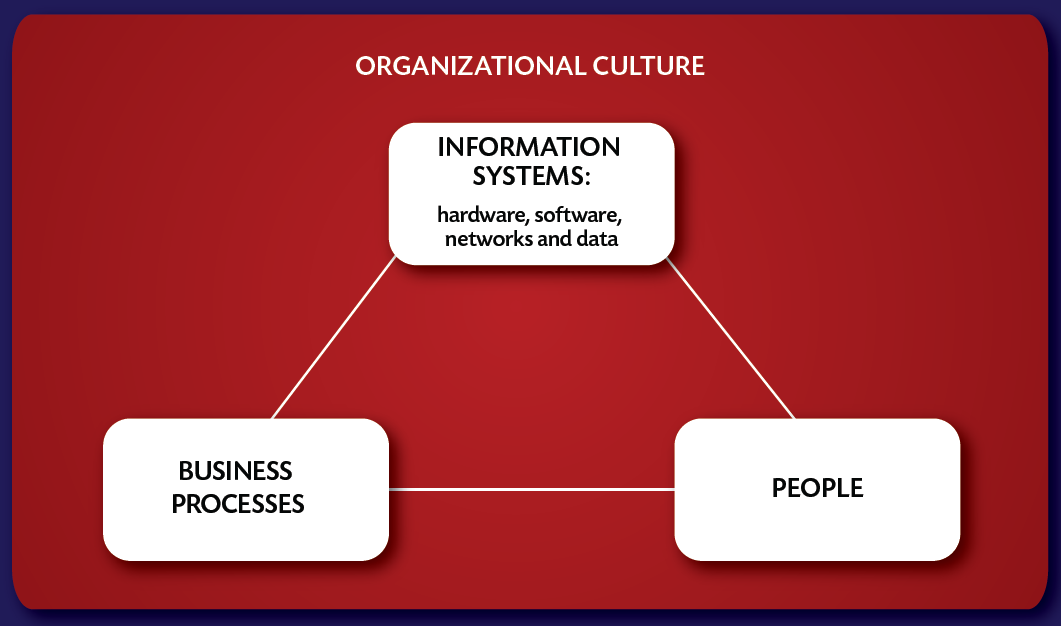 ORGANIZATIONAL CULTURE
INFORMATION
SYSTEMS:
hardware, software,
networks and data
BUSINESS
PROCESSES
PEOPLE